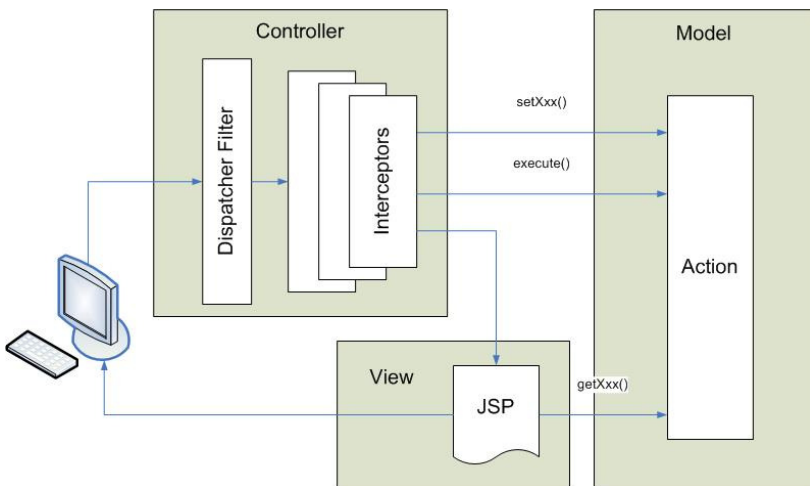 Controller
Model
Dispatcher Filter
Interceptors
setXxx()
execute()
Action
View
JSP
getXxx()